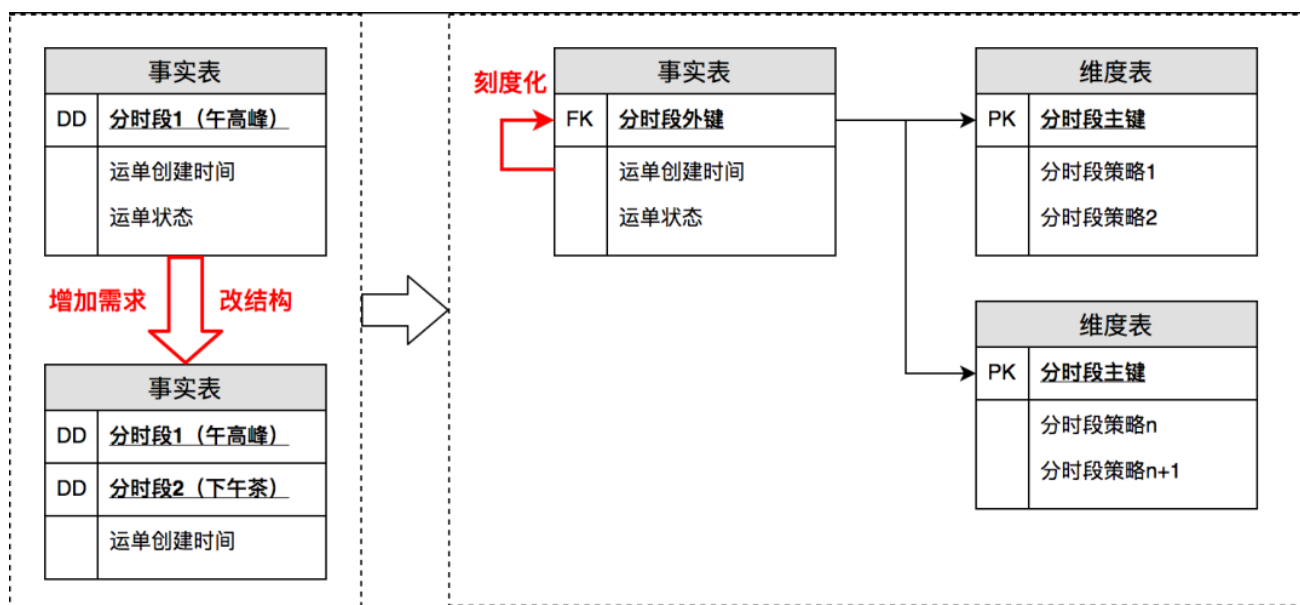 事实表
DD 分时段1（午高峰）
运单创建时间
运单状态
增加需求 改结构
事实表
DD 分时段1（午高峰）
DD 分时段2（下午茶）
运单创建时间
刻度化
事实表
FK 分时段外键
运单创建时间
运单状态
维度表
PK 分时段主键
分时段策略1
分时段策略2
维度表
PK 分时段主键
分时段策略n
分时段策略n+1